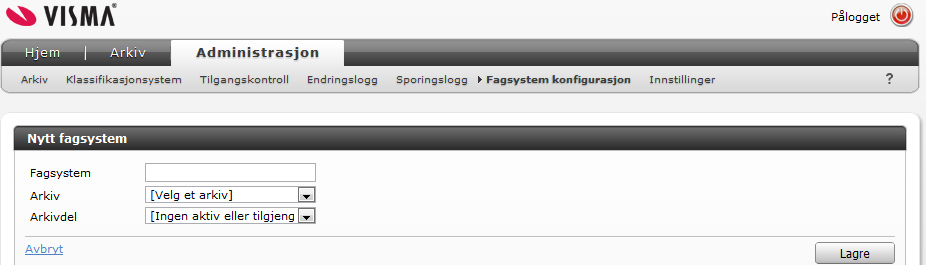 VISMA®
Pålogget
Hjem | Arkiv Administrasjon
Arkiv Klassifikasjonsystem Tilgangskontroll Endringslogg Sporingslogg Fagsystem konfigurasjon Innstillinger ?
Nytt fagsystem
Fagsystem
Arkiv [Velg et arkiv]
Arkivdel [Ingen aktiv eller tilgjeng
Avbryt Lagre